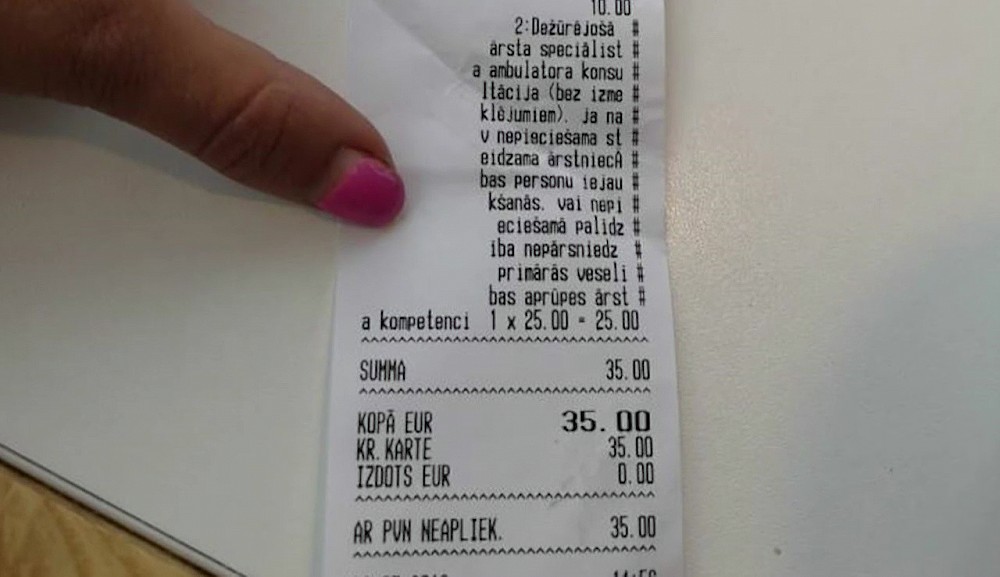 10.00
2:Dežūrējošā #
ārsta speciālist #
a ambulatora konsu #
ltācija (bez izme #
klējumiem). ja na #
v nepieciešama st #
eidzama ārstniecĀ #
bas personu iejau #
kšanās. vai nepi #
eciešamā palīdz #
ība nepārsniedz #
primārās veselī #
bas aprūpes ārst #
a kompetenci 1 x 25.00 = 25.00
SUMMA 35.00
KOPĀ EUR 35.00
KR. KARTE 35.00
IZDOTS EUR 0.00
AR PVN NEAPLIEK. 35.00